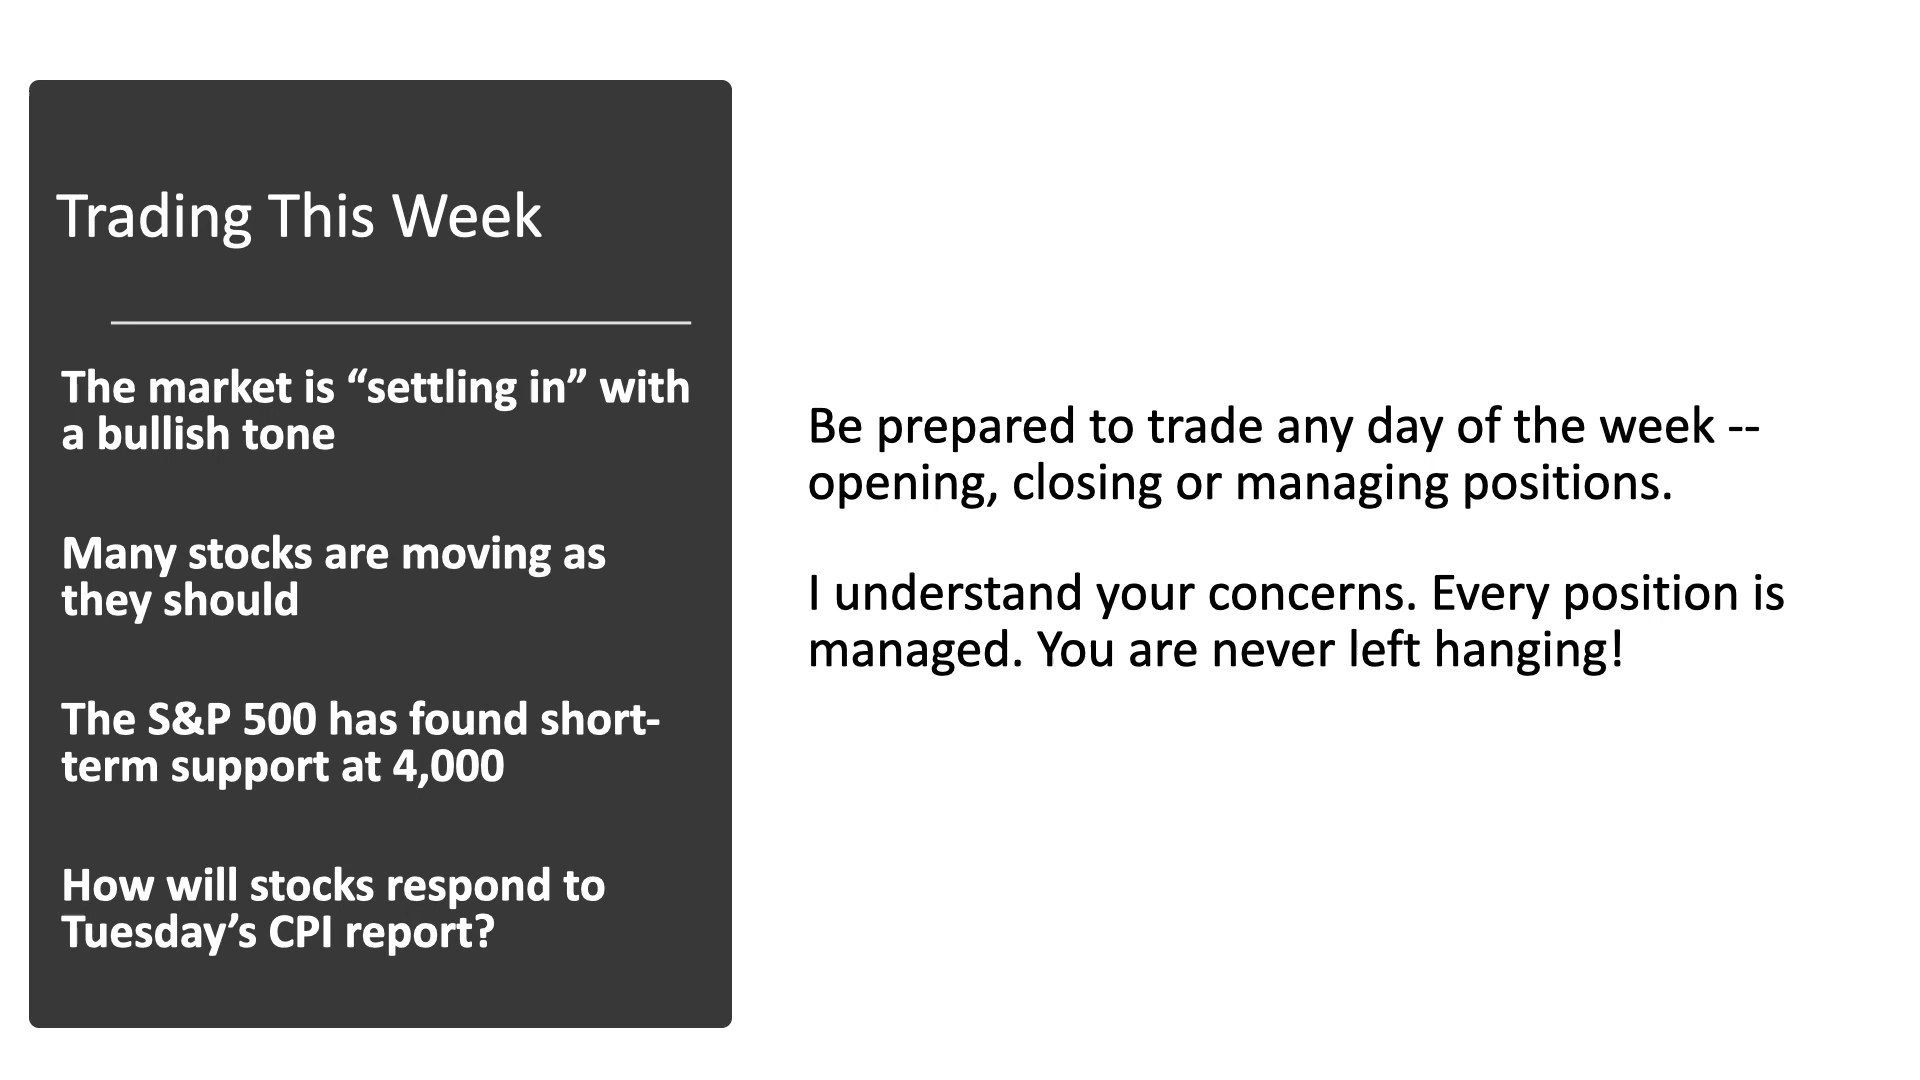 Trading This Week
The market is “settling in” with
a bullish tone
Many stocks are moving as
they should
The S&P 500 has found short-
term support at 4,000
How will stocks respond to
Tuesday’s CPI report?
Be prepared to trade any day of the week --
opening, closing or managing positions.
I understand your concerns. Every position is
managed. You are never left hanging!